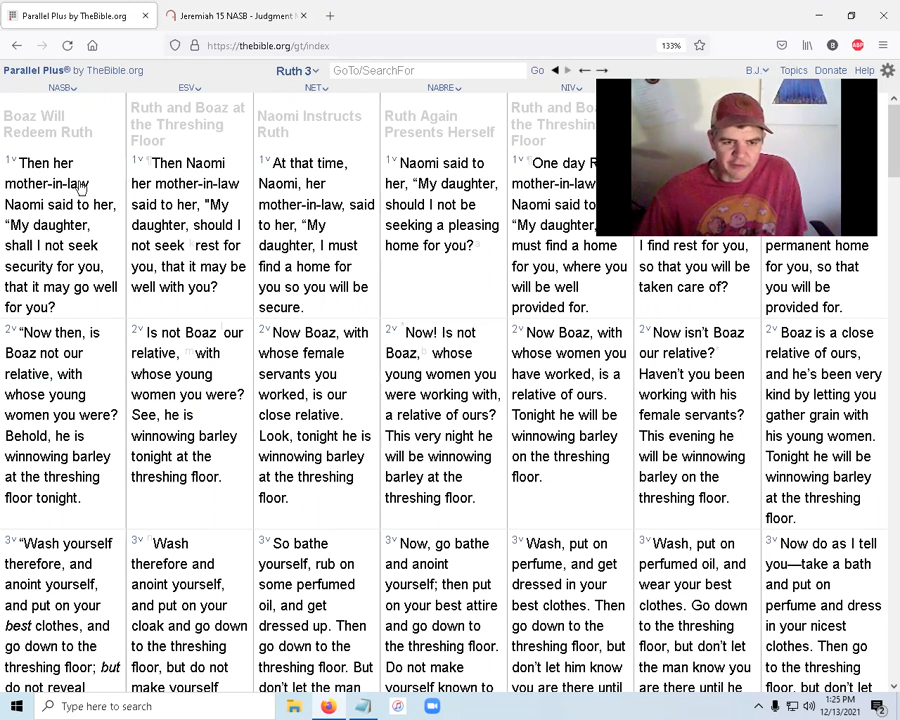 Parallel Plus by TheBible.org
Jeremiah 15 NASB - Judgment M
https://thebible.org/gt/index
133%
Parallel Plus® by TheBible.org
Ruth 3
GoTo/SearchFor
Go
B.J.
Topics
Donate
Help
NASB
ESV
NET
NABRE
NIV
Boaz Will
Redeem Ruth
1v Then her
mother-in-law
Naomi said to her,
“My daughter,
shall I not seek
security for you,
that it may go well
for you?
2v “Now then, is
Boaz not our
relative, with
whose young
women you were?
Behold, he is
winnowing barley
at the threshing
floor tonight.
3v “Wash yourself
therefore, and
anoint yourself,
and put on your
best clothes, and
go down to the
threshing floor; but
do not reveal
Ruth and Boaz at
the Threshing
Floor
1v Then Naomi
her mother-in-law
said to her, "My
daughter, should I
not seek rest for
you, that it may be
well with you?
2v Is not Boaz our
relative, with
whose young
women you were?
See, he is
winnowing barley
tonight at the
threshing floor.
3v Wash
therefore and
anoint yourself,
and put on your
cloak and go down
to the threshing
floor, but do not
make yourself
Naomi Instructs
Ruth
1v At that time,
Naomi, her
mother-in-law, said
to her, “My
daughter, I must
find a home for
you so you will be
secure.
2v Now Boaz, with
whose female
servants you
worked, is our
close relative.
Look, tonight he is
winnowing barley
at the threshing
floor.
3v So bathe
yourself, rub on
some perfumed
oil, and get
dressed up. Then
go down to the
threshing floor. But
don’t let the man
Ruth Again
Presents Herself
1v Naomi said to
her, “My daughter,
should I not be
seeking a pleasing
home for you?
2v Now! Is not
Boaz, whose
young women you
were working with,
a relative of ours?
This very night he
will be winnowing
barley at the
threshing floor.
3v Now, go bathe
and anoint
yourself; then put
on your best attire
and go down to
the threshing floor.
Do not make
yourself known to
Ruth and Bo
the Threshing
Floor
1v One day R
mother-in-law
said to her, “M
daughter, I
must find a home
for you, where you
will be well
provided for.
2v Now Boaz, with
whose women you
have worked, is a
relative of ours.
Tonight he will be
winnowing barley
on the threshing
floor.
3v Wash, put on
perfume, and get
dressed in your
best clothes. Then
go down to the
threshing floor, but
don’t let him know
you are there until
I find rest for you,
so that you will be
taken care of?
2v Now isn’t Boaz
our relative?
Haven’t you been
working with his
female servants?
This evening he
will be winnowing
barley on the
threshing floor.
3v Wash, put on
perfumed oil, and
wear your best
clothes. Go down
to the threshing
floor, but don’t let
the man know you
are there until he
permanent home
for you, so that
you will be
provided for.
2v Boaz is a close
relative of ours,
and he’s been very
kind by letting you
gather grain with
his young women.
Tonight he will be
winnowing barley
at the threshing
floor.
3v Now do as I tell
you—take a bath
and put on
perfume and dress
in your nicest
clothes. Then go
to the threshing
floor, but don’t let
Type here to search
1:25 PM
12/13/2021